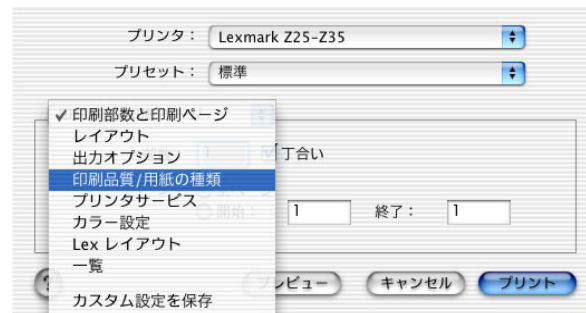 プリンタ： Lexmark Z25-Z35
プリセット： 標準
✓ 印刷部数と印刷ページ
レイアウト
出力オプション 1 丁合い
印刷品質/用紙の種類
プリンタサービス
カラー設定 開始： 1 終了： 1
Lex レイアウト
一覧
? プレビュー キャンセル プリント
カスタム設定を保存